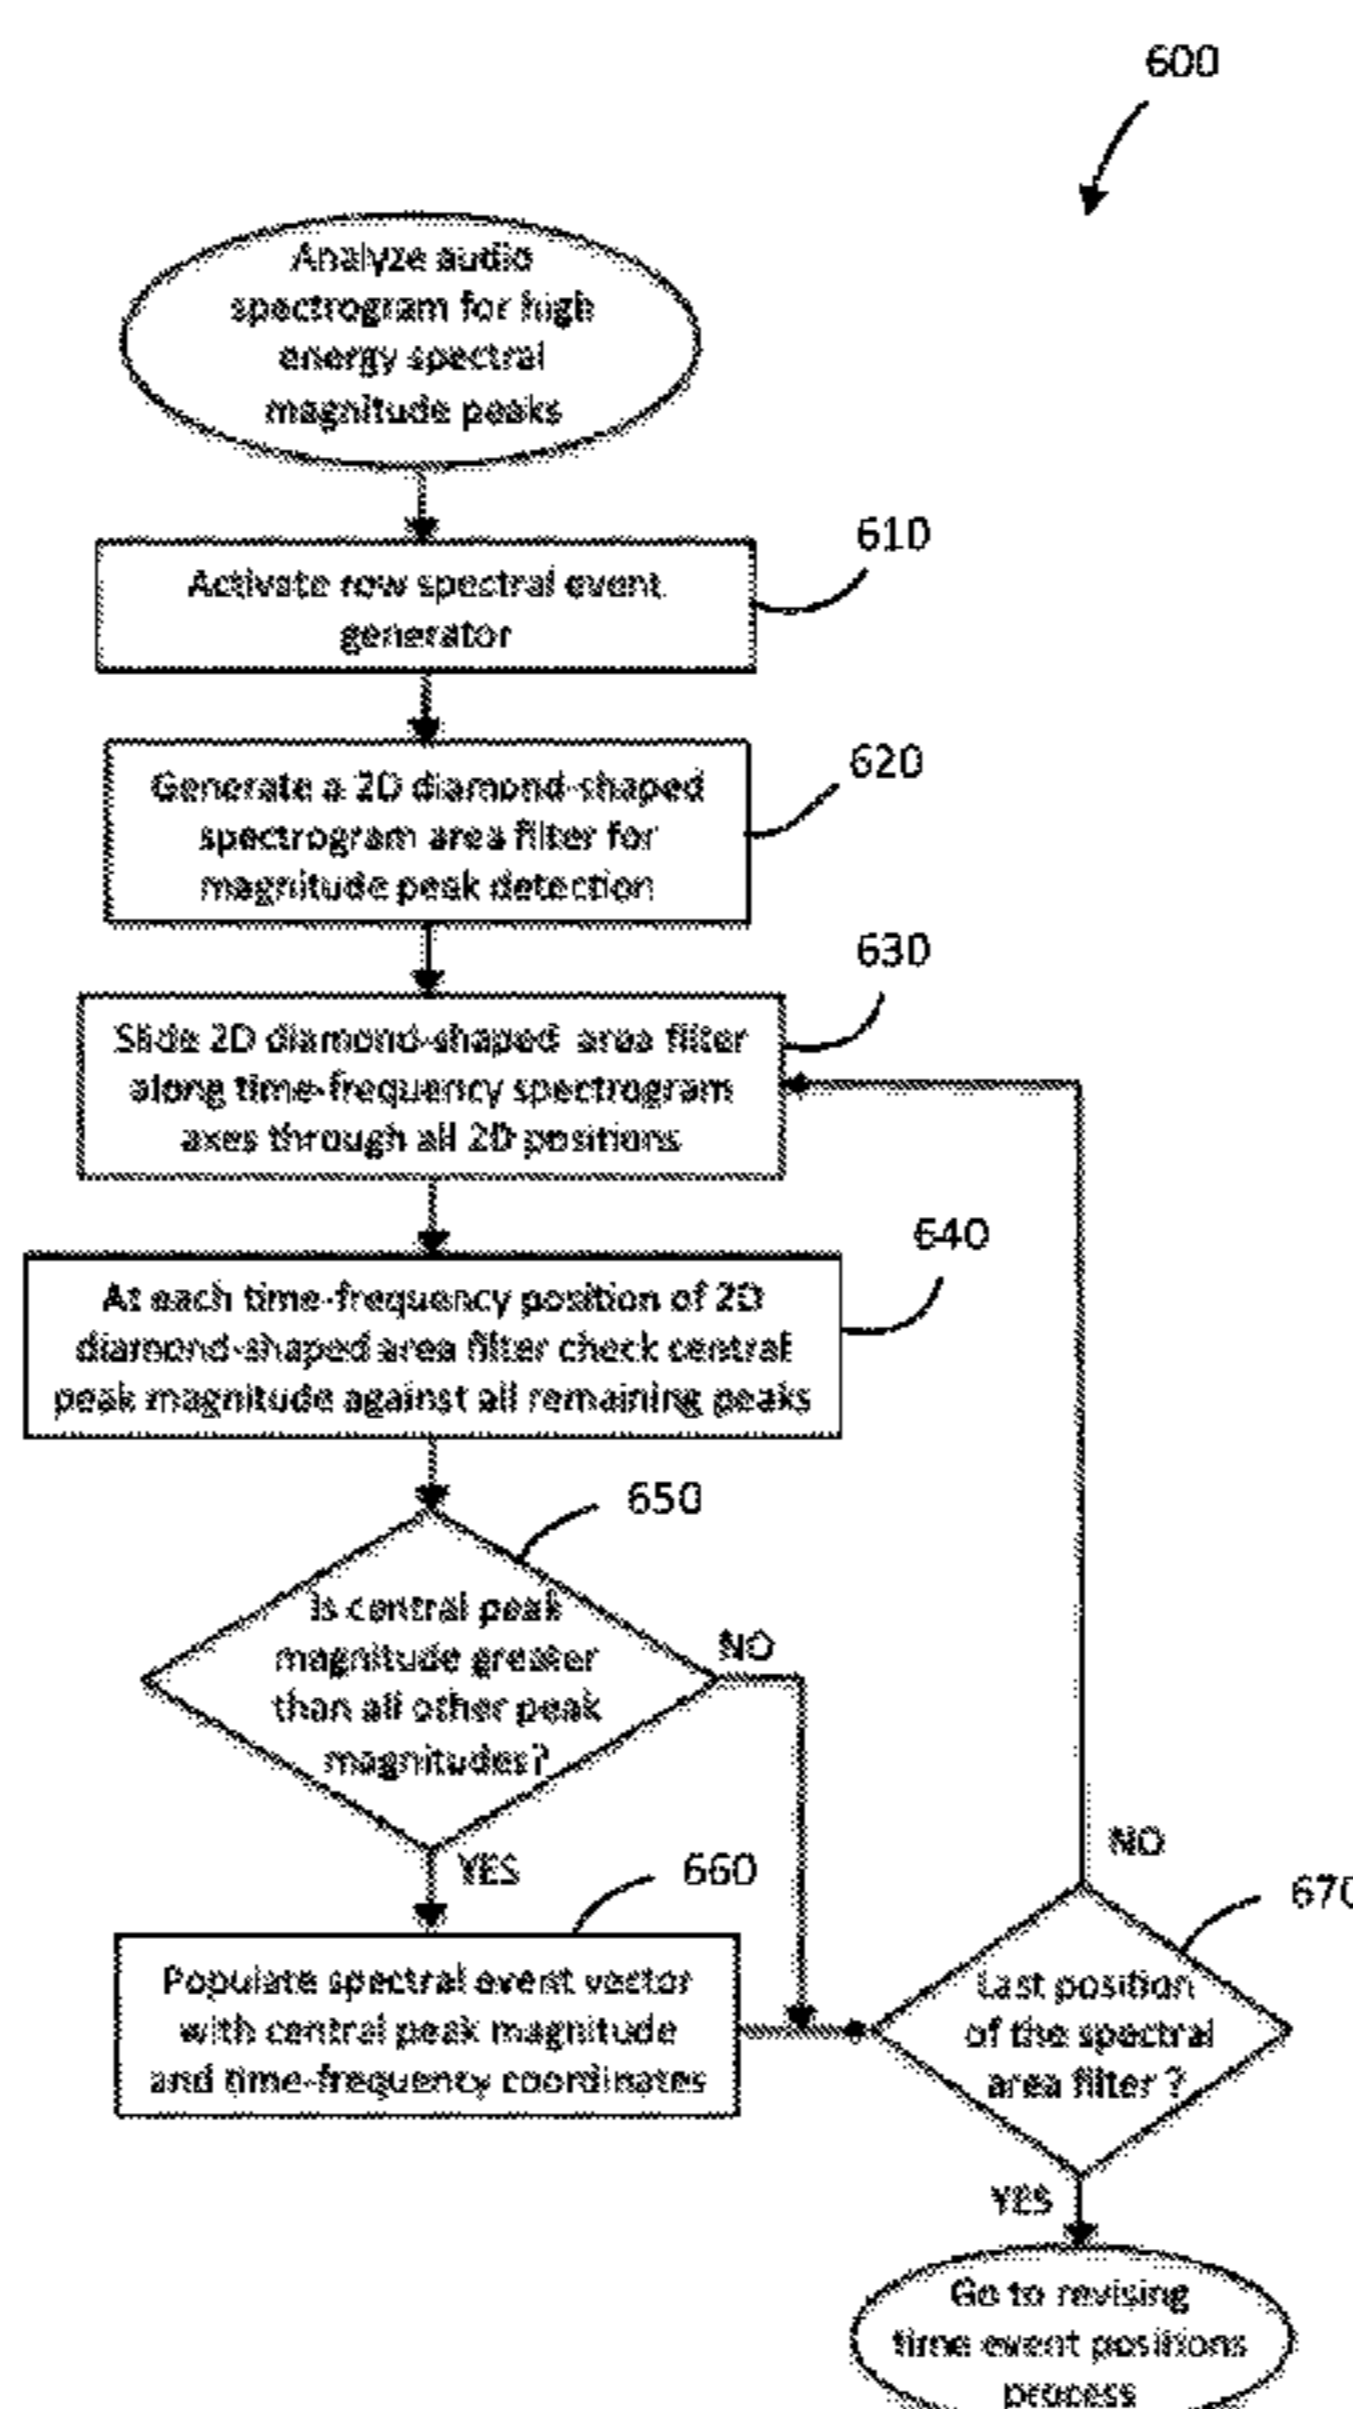 600
Analyze audio
spectrogram for high
energy spectral
magnitude peaks
610
Activate row spectral event
generator
620
Generate a 2D diamond-shaped
spectrogram area filter for
magnitude peak detection
630
Slide 2D diamond-shaped area filter
along time-frequency spectrogram
axes through all 2D positions
640
At each time-frequency position of 2D
diamond-shaped area filter check central
peak magnitude against all remaining peaks
650
Is central peak
magnitude greater
than all other peak
magnitudes?
NO
YES
660
Populate spectral event vector
with central peak magnitude
and time-frequency coordinates
NO
670
Last position
of the spectral
area filter ?
YES
Go to revising
time event positions
process